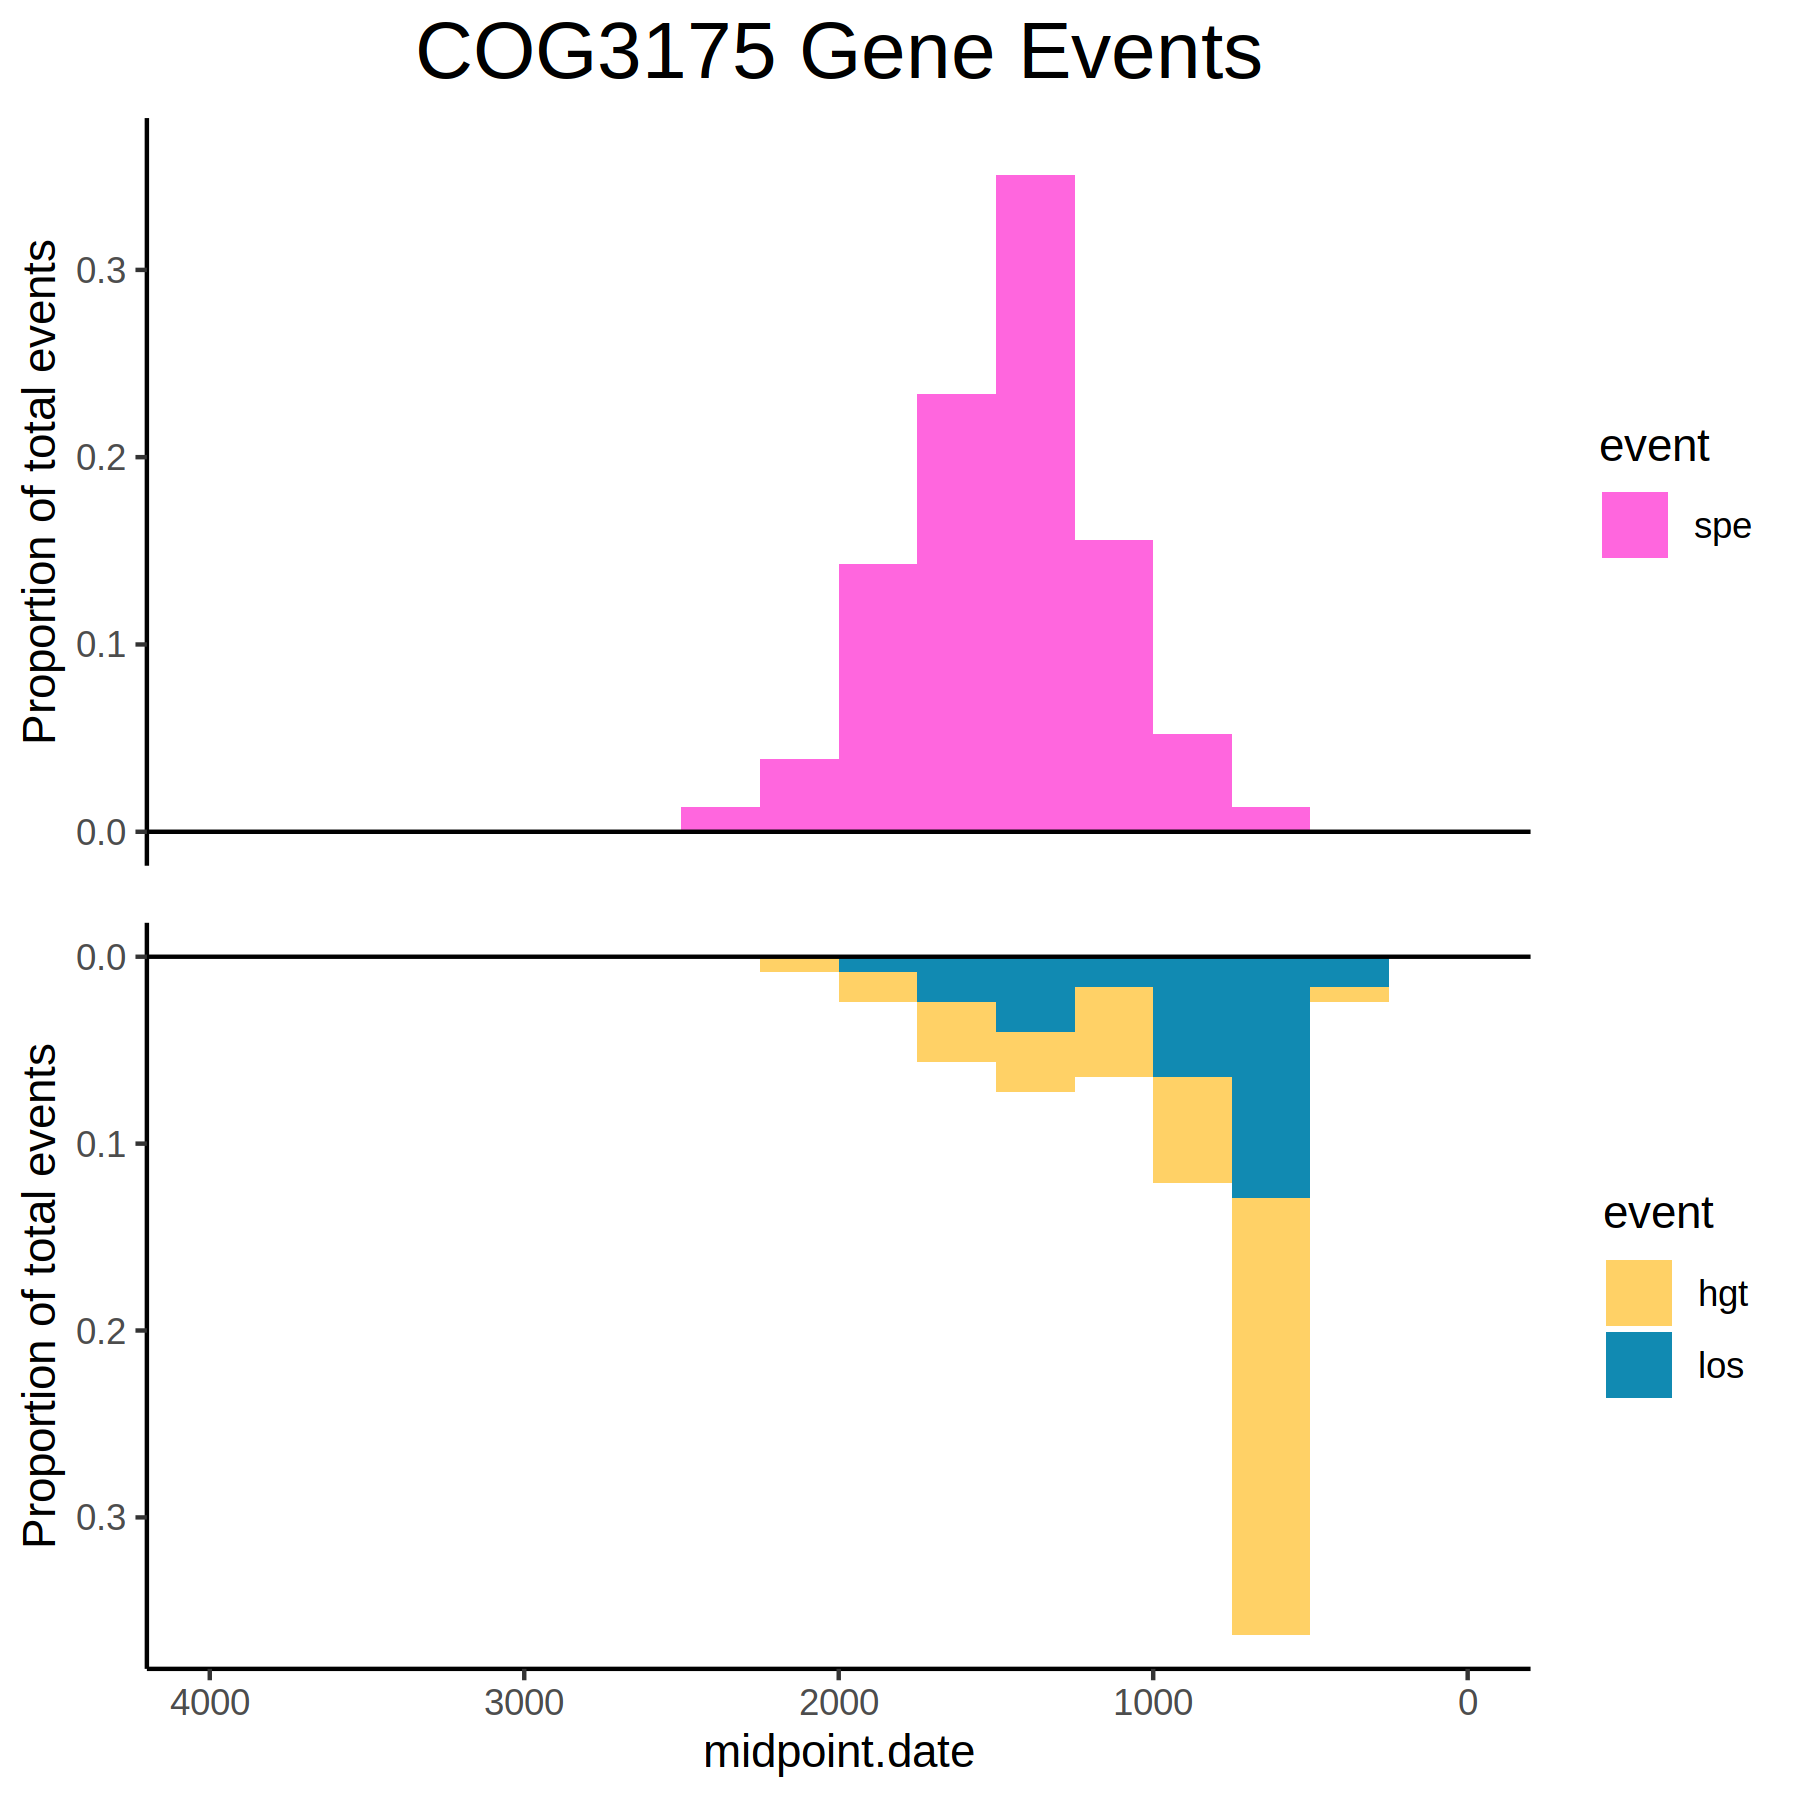 COG3175 Gene Events
Proportion of total events
0.3
0.2
0.1
0.0
event
spe
Proportion of total events
0.0
0.1
0.2
0.3
event
hgt
los
4000 3000 2000 1000 0
midpoint.date